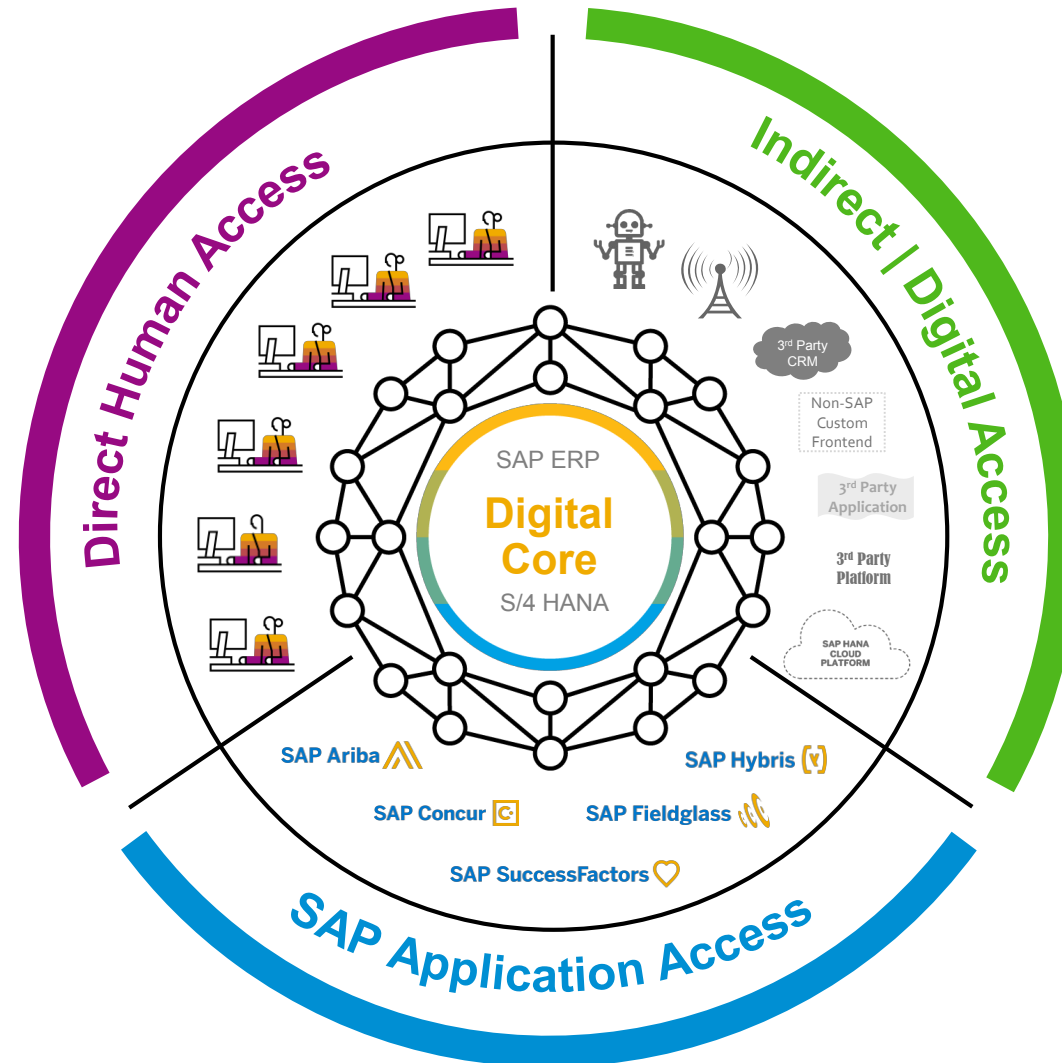 Direct Human Access
Indirect | Digital Access
3rd Party
CRM
Non-SAP
Custom
Frontend
3rd Party
Application
3rd Party
Platform
SAP HANA
CLOUD
PLATFORM
SAP ERP
Digital
Core
S/4 HANA
SAP Ariba
SAP Hybris
SAP Concur
SAP Fieldglass
SAP SuccessFactors
SAP Application Access